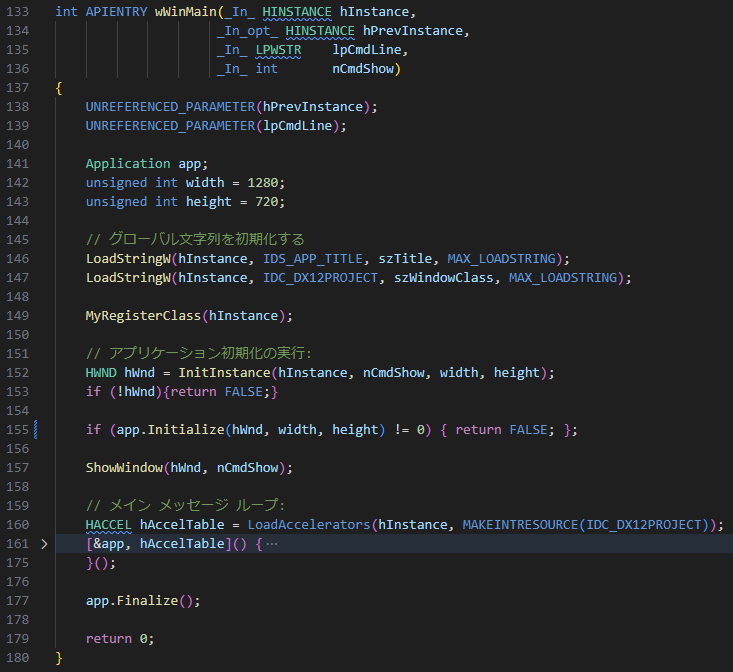 133 int APIENTRY wWinMain(_In_ HINSTANCE hInstance,
134                      _In_opt_ HINSTANCE hPrevInstance,
135                      _In_ LPWSTR    lpCmdLine,
136                      _In_ int       nCmdShow)
137 {
138     UNREFERENCED_PARAMETER(hPrevInstance);
139     UNREFERENCED_PARAMETER(lpCmdLine);
140
141     Application app;
142     unsigned int width = 1280;
143     unsigned int height = 720;
144
145     // グローバル文字列を初期化する
146     LoadStringW(hInstance, IDS_APP_TITLE, szTitle, MAX_LOADSTRING);
147     LoadStringW(hInstance, IDC_DX12PROJECT, szWindowClass, MAX_LOADSTRING);
148
149     MyRegisterClass(hInstance);
150
151     // アプリケーション初期化の実行:
152     HWND hWnd = InitInstance(hInstance, nCmdShow, width, height);
153     if (!hWnd){return FALSE;}
154
155     if (app.Initialize(hWnd, width, height) != 0) { return FALSE; };
156
157     ShowWindow(hWnd, nCmdShow);
158
159     // メイン メッセージ ループ:
160     HACCEL hAccelTable = LoadAccelerators(hInstance, MAKEINTRESOURCE(IDC_DX12PROJECT));
161     [&app, hAccelTable]() { ⋯
175     }();
176
177     app.Finalize();
178
179     return 0;
180 }